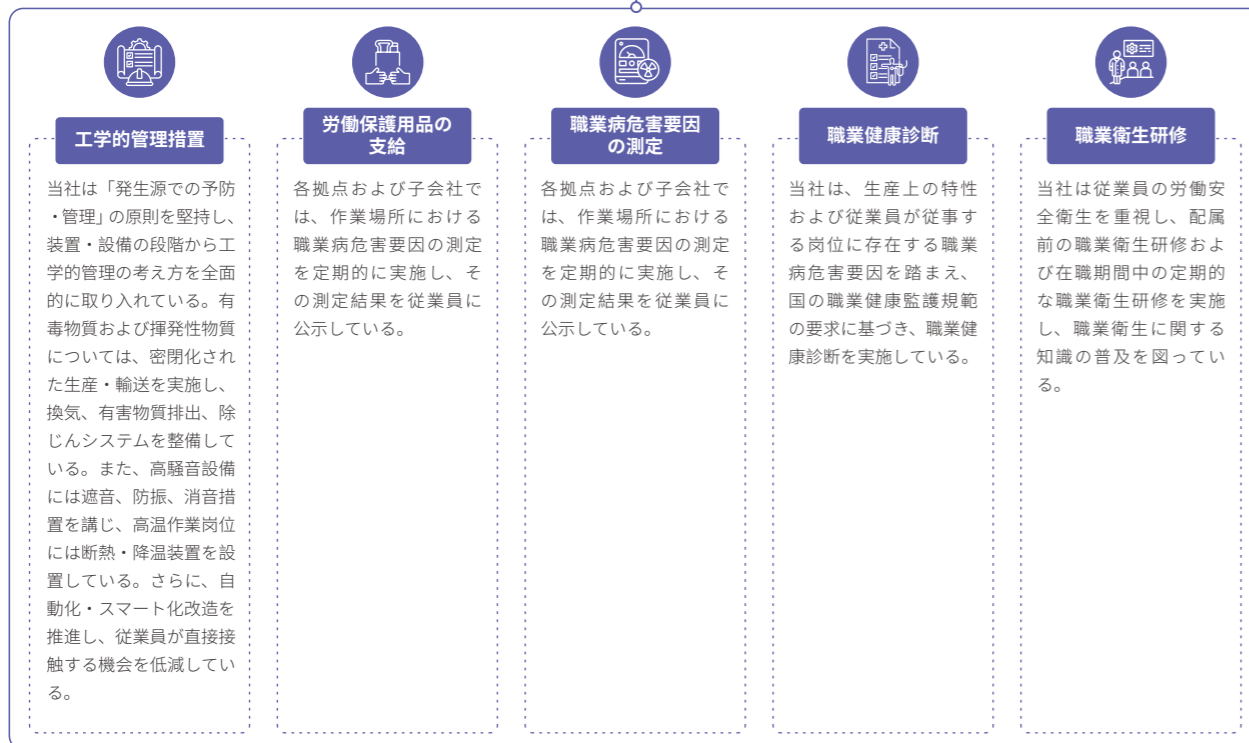 工学的管理措置
当社は「発生源での予防
・管理」の原則を堅持し、
装置・設備の段階から工
学的管理の考え方を全面
的に取り入れている。有
毒物質および揮発性物質
については、密閉化され
た生産・輸送を実施し、
換気、有害物質排出、除
じんシステムを整備して
いる。また、高騒音設備
には遮音、防振、消音措
置を講じ、高温作業岗位
には断熱・降温装置を設
置している。さらに、自
動化・スマート化改造を
推進し、従業員が直接接
触する機会を低減してい
る。
労働保護用品の
支給
各拠点および子会社で
は、作業場所における
職業病危害要因の測定
を定期的に実施し、そ
の測定結果を従業員に
公示している。
職業病危害要因
の測定
各拠点および子会社で
は、作業場所における
職業病危害要因の測定
を定期的に実施し、そ
の測定結果を従業員に
公示している。
職業健康診断
当社は、生産上の特性
および従業員が従事す
る岗位に存在する職業
病危害要因を踏まえ、
国の職業健康監護規範
の要求に基づき、職業健
康診断を実施している。
職業衛生研修
当社は従業員の労働安
全衛生を重視し、配属
前の職業衛生研修およ
び在職期間中の定期的
な職業衛生研修を実施
し、職業衛生に関する
知識の普及を図ってい
る。